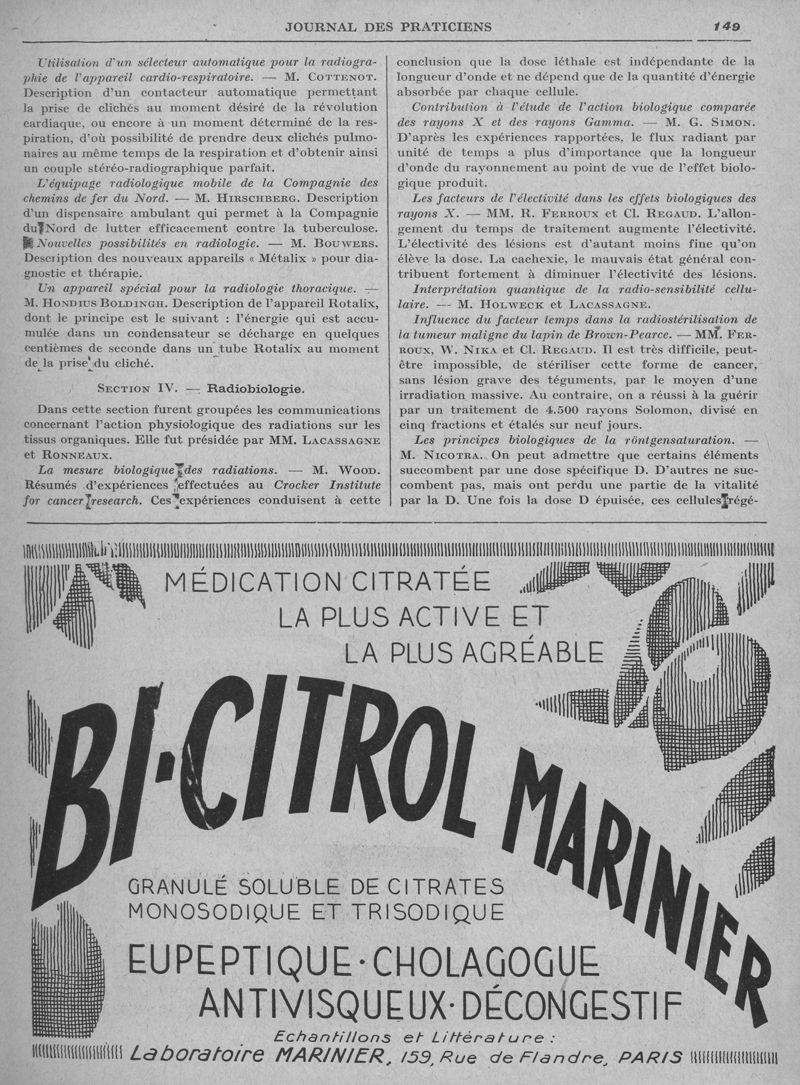 JOURNAL DES PRATICIENS 149
Utilisation d'un sélecteur automatique pour la radiogra-
phie de l'appareil cardio-respiratoire. — M. COTTENOT.
Description d'un contacteur automatique permettant
la prise de clichés au moment désiré de la révolution
cardiaque, ou encore à un moment déterminé de la res-
piration, d'où possibilité de prendre deux clichés pulmo-
naires au même temps de la respiration et d'obtenir ainsi
un couple stéréo-radiographique parfait.
L'équipage radiologique mobile de la Compagnie des
chemins de fer du Nord. — M. HIRSCHBERG. Description
d'un dispensaire ambulant qui permet à la Compagnie
du Nord de lutter efficacement contre la tuberculose.
Nouvelles possibilités en radiologie. — M. BOUWERS.
Description des nouveaux appareils « Métalix » pour dia-
gnostic et thérapie.
Un appareil spécial pour la radiologie thoracique. —
M. HONDIUS BOLDINGH. Description de l'appareil Rotalix,
dont le principe est le suivant : l'énergie qui est accu-
mulée dans un condensateur se décharge en quelques
centièmes de seconde dans un tube Rotalix au moment
de la prise du cliché.
SECTION IV. — Radiobiologie.
Dans cette section furent groupées les communications
concernant l'action physiologique des radiations sur les
tissus organiques. Elle fut présidée par MM. LACASSAGNE
et RONNEAUX.
La mesure biologique des radiations. — M. WOOD.
Résumés d'expériences effectuées au Crocker Institute
for cancer research. Ces expériences conduisent à cette
conclusion que la dose léthale est indépendante de la
longueur d'onde et ne dépend que de la quantité d'énergie
absorbée par chaque cellule.
Contribution à l'étude de l'action biologique comparée
des rayons X et des rayons Gamma. — M. G. SIMON.
D'après les expériences rapportées, le flux radiant par
unité de temps a plus d'importance que la longueur
d'onde du rayonnement au point de vue de l'effet biolo-
gique produit.
Les facteurs de l'électivité dans les effets biologiques des
rayons X. — MM. R. FERROUX et Cl. REGAUD. L'allon-
gement du temps de traitement augmente l'électivité.
L'électivité des lésions est d'autant moins fine qu'on
élève la dose. La cachexie, le mauvais état général con-
tribuent fortement à diminuer l'électivité des lésions.
Interprétation quantique de la radio-sensibilité cellu-
laire. — M. HOLWECK et LACASSAGNE.
Influence du facteur temps dans la radiostérilisation de
la tumeur maligne du lapin de Brown-Pearce. — MM. FER-
ROUX, W. NIKA et Cl. REGAUD. Il est très difficile, peut-
être impossible, de stériliser cette forme de cancer,
sans lésion grave des téguments, par le moyen d'une
irradiation massive. Au contraire, on a réussi à la guérir
par un traitement de 4.500 rayons Solomon, divisé en
cinq fractions et étalés sur neuf jours.
Les principes biologiques de la röntgensaturation. —
M. NICOTRA. On peut admettre que certains éléments
succombent par une dose spécifique D. D'autres ne suc-
combent pas, mais ont perdu une partie de la vitalité
par la D. Une fois la dose D épuisée, ces cellules régé-
MÉDICATION CITRATÉE
LA PLUS ACTIVE ET
LA PLUS AGRÉABLE
BI-CITROL MARINIER
GRANULÉ SOLUBLE DE CITRATES
MONOSODIQUE ET TRISODIQUE
EUPEPTIQUE · CHOLAGOGUE
ANTIVISQUEUX · DÉCONGESTIF
Echantillons et Littérature :
Laboratoire MARINIER, 159, Rue de Flandre, PARIS